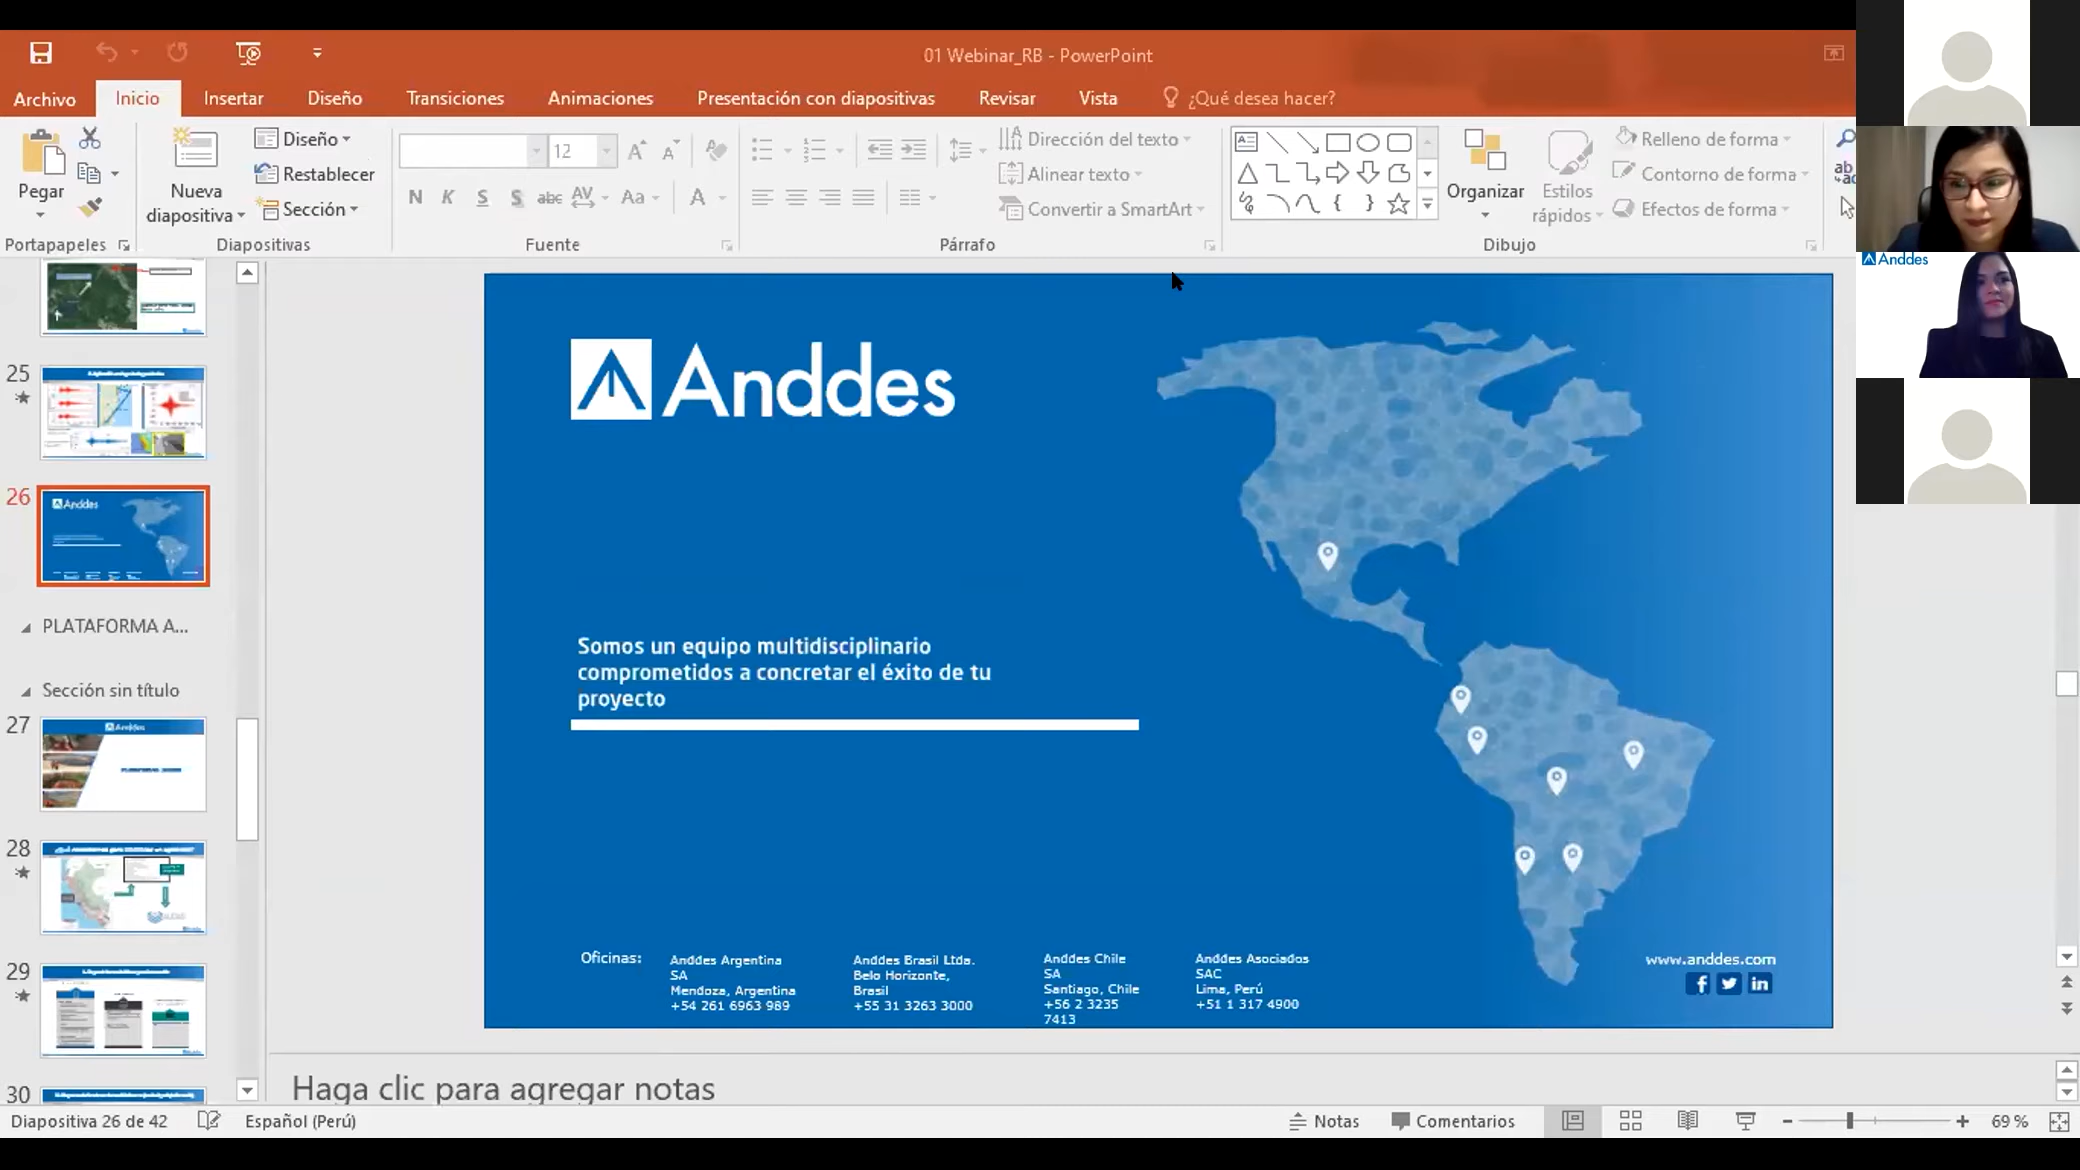 01 Webinar_RB - PowerPoint
Archivo
Inicio
Insertar
Diseño
Transiciones
Animaciones
Presentación con diapositivas
Revisar
Vista
¿Qué desea hacer?
Pegar
Nueva
diapositiva
Diseño
Restablecer
Sección
12
N K S S abc AV Aa A
Dirección del texto
Alinear texto
Convertir a SmartArt
Organizar
Estilos
rápidos
Relleno de forma
Contorno de forma
Efectos de forma
Portapapeles
Diapositivas
Fuente
Párrafo
Dibujo
Anddes
25
26
Anddes
PLATAFORMA A...
Sección sin título
27
Anddes
28
29
30
Anddes
Somos un equipo multidisciplinario
comprometidos a concretar el éxito de tu
proyecto
Oficinas:
Anddes Argentina
SA
Mendoza, Argentina
+54 261 6963 989
Anddes Brasil Ltda.
Belo Horizonte,
Brasil
+55 31 3263 3000
Anddes Chile
SA
Santiago, Chile
+56 2 3235
7413
Anddes Asociados
SAC
Lima, Perú
+51 1 317 4900
www.anddes.com
Haga clic para agregar notas
Diapositiva 26 de 42
Español (Perú)
Notas
Comentarios
69 %